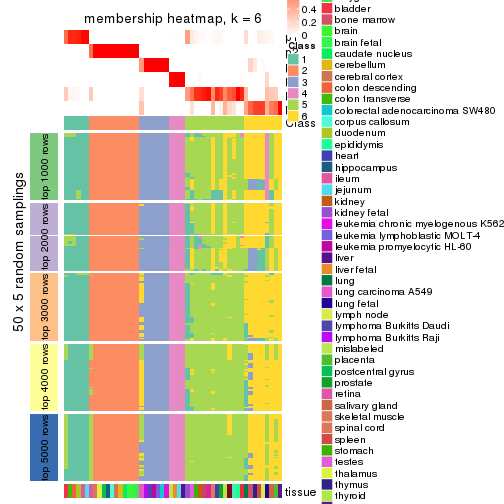 membership heatmap, k = 6
0.4
0.2
0
Class
1
2
3
4
5
6
Class
50 x 5 random samplings
top 1000 rows
top 2000 rows
top 3000 rows
top 4000 rows
top 5000 rows
tissue
bladder
bone marrow
brain
brain fetal
caudate nucleus
cerebellum
cerebral cortex
colon descending
colon transverse
colorectal adenocarcinoma SW480
corpus callosum
duodenum
epididymis
heart
hippocampus
ileum
jejunum
kidney
kidney fetal
leukemia chronic myelogenous K562
leukemia lymphoblastic MOLT-4
leukemia promyelocytic HL-60
liver
liver fetal
lung
lung carcinoma A549
lung fetal
lymph node
lymphoma Burkitts Daudi
lymphoma Burkitts Raji
mislabeled
placenta
postcentral gyrus
prostate
retina
salivary gland
skeletal muscle
spinal cord
spleen
stomach
testes
thalamus
thymus
thyroid